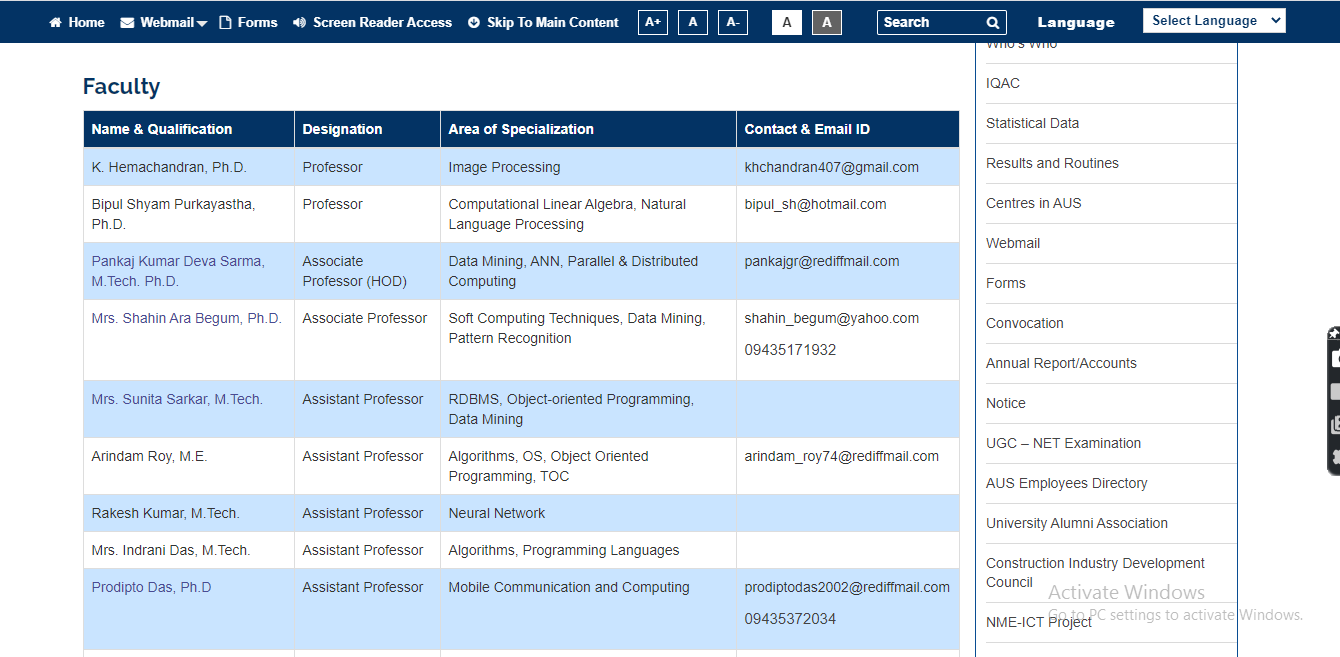 Home Webmail Forms Screen Reader Access Skip To Main Content A+ A A- A A Search Language Select Language
Who's Who
Faculty
Name & Qualification Designation Area of Specialization Contact & Email ID
K. Hemachandran, Ph.D. Professor Image Processing khchandran407@gmail.com
Bipul Shyam Purkayastha, Professor Computational Linear Algebra, Natural bipul_sh@hotmail.com
Ph.D. Language Processing
Pankaj Kumar Deva Sarma, Associate Data Mining, ANN, Parallel & Distributed pankajgr@rediffmail.com
M.Tech. Ph.D. Professor (HOD) Computing
Mrs. Shahin Ara Begum, Ph.D. Associate Professor Soft Computing Techniques, Data Mining, shahin_begum@yahoo.com
Pattern Recognition
09435171932
Mrs. Sunita Sarkar, M.Tech. Assistant Professor RDBMS, Object-oriented Programming,
Data Mining
Arindam Roy, M.E. Assistant Professor Algorithms, OS, Object Oriented arindam_roy74@rediffmail.com
Programming, TOC
Rakesh Kumar, M.Tech. Assistant Professor Neural Network
Mrs. Indrani Das, M.Tech. Assistant Professor Algorithms, Programming Languages
Prodipto Das, Ph.D Assistant Professor Mobile Communication and Computing prodiptodas2002@rediffmail.com
09435372034
IQAC
Statistical Data
Results and Routines
Centres in AUS
Webmail
Forms
Convocation
Annual Report/Accounts
Notice
UGC – NET Examination
AUS Employees Directory
University Alumni Association
Construction Industry Development
Council
NME-ICT Project
Activate Windows
Go to PC settings to activate Windows.